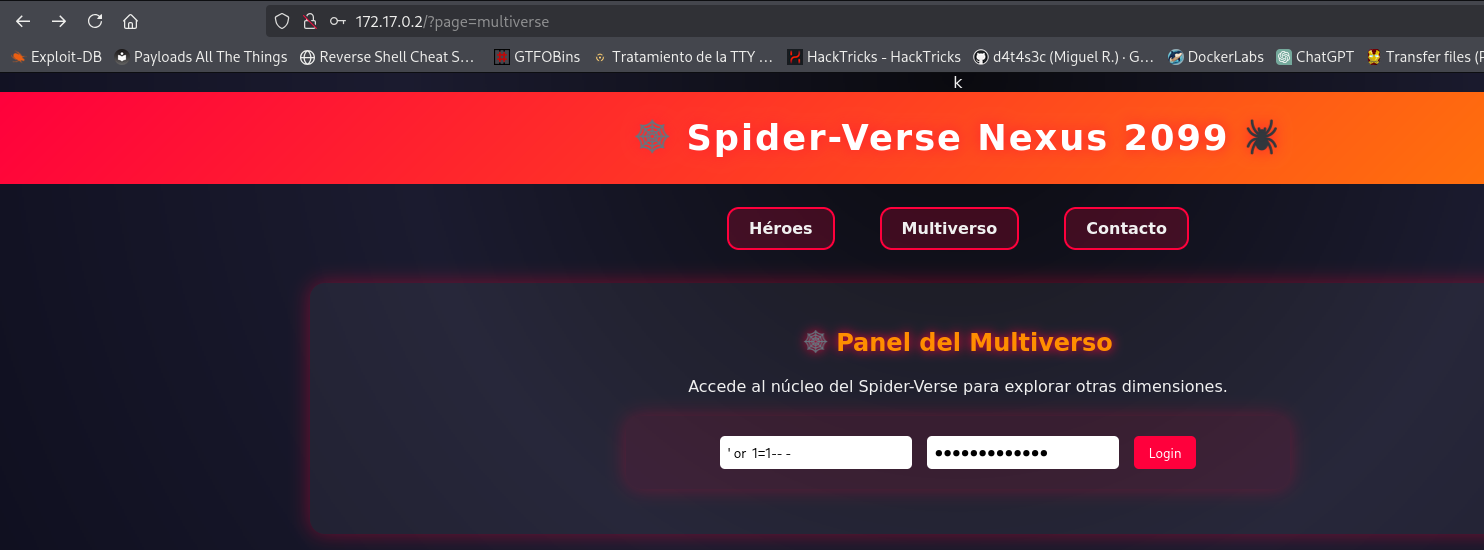 172.17.0.2/?page=multiverse
Exploit-DB Payloads All The Things Reverse Shell Cheat S… GTFOBins Tratamiento de la TTY … HackTricks - HackTricks d4t4s3c (Miguel R.) · G… DockerLabs ChatGPT Transfer files (P
k
Spider-Verse Nexus 2099
Héroes Multiverso Contacto
Panel del Multiverso
Accede al núcleo del Spider-Verse para explorar otras dimensiones.
' or 1=1-- - ●●●●●●●●●●●●● Login